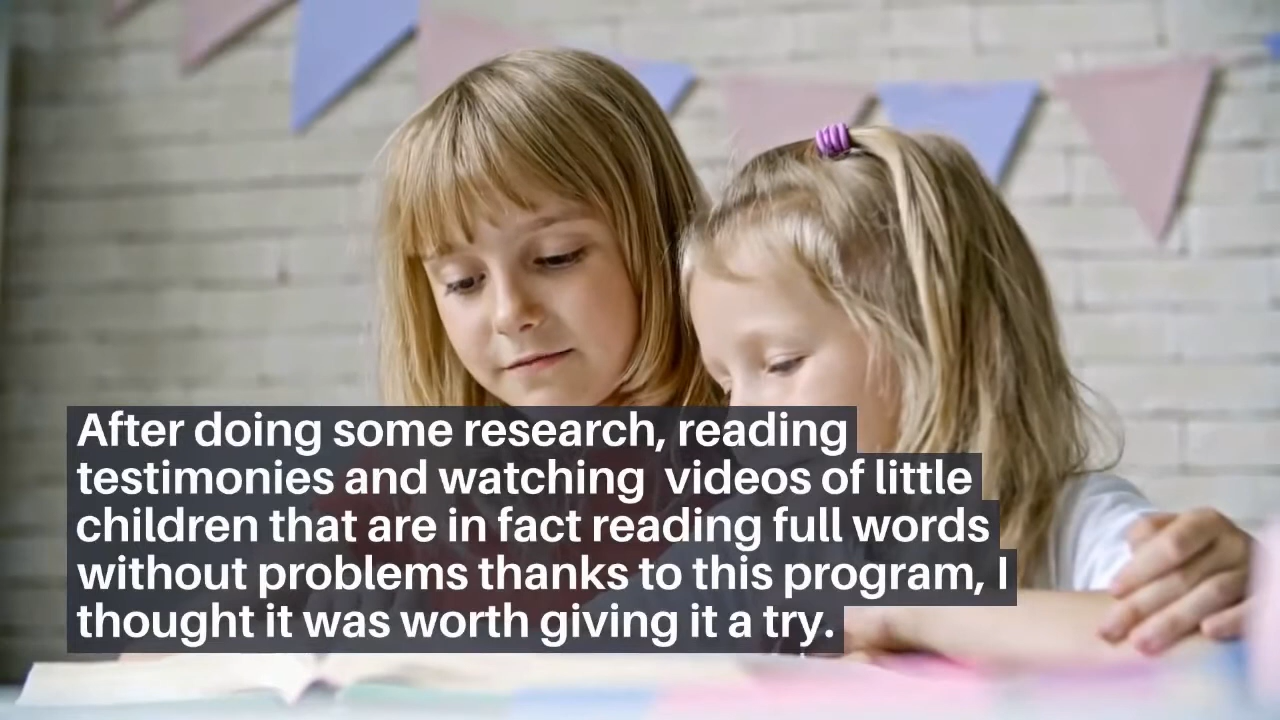 After doing some research, reading
testimonies and watching  videos of little
children that are in fact reading full words
without problems thanks to this program, I
thought it was worth giving it a try.